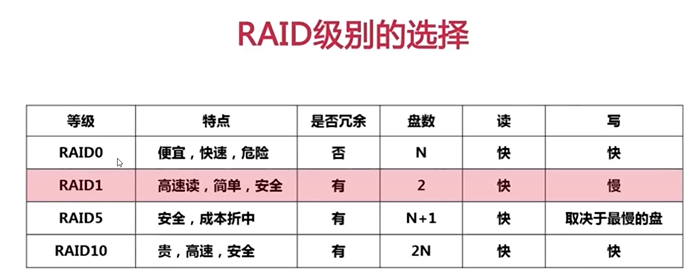 RAID级别的选择
等级 特点 是否冗余 盘数 读 写
RAID0 便宜，快速，危险 否 N 快 快
RAID1 高速读，简单，安全 有 2 快 慢
RAID5 安全，成本折中 有 N+1 快 取决于最慢的盘
RAID10 贵，高速，安全 有 2N 快 快